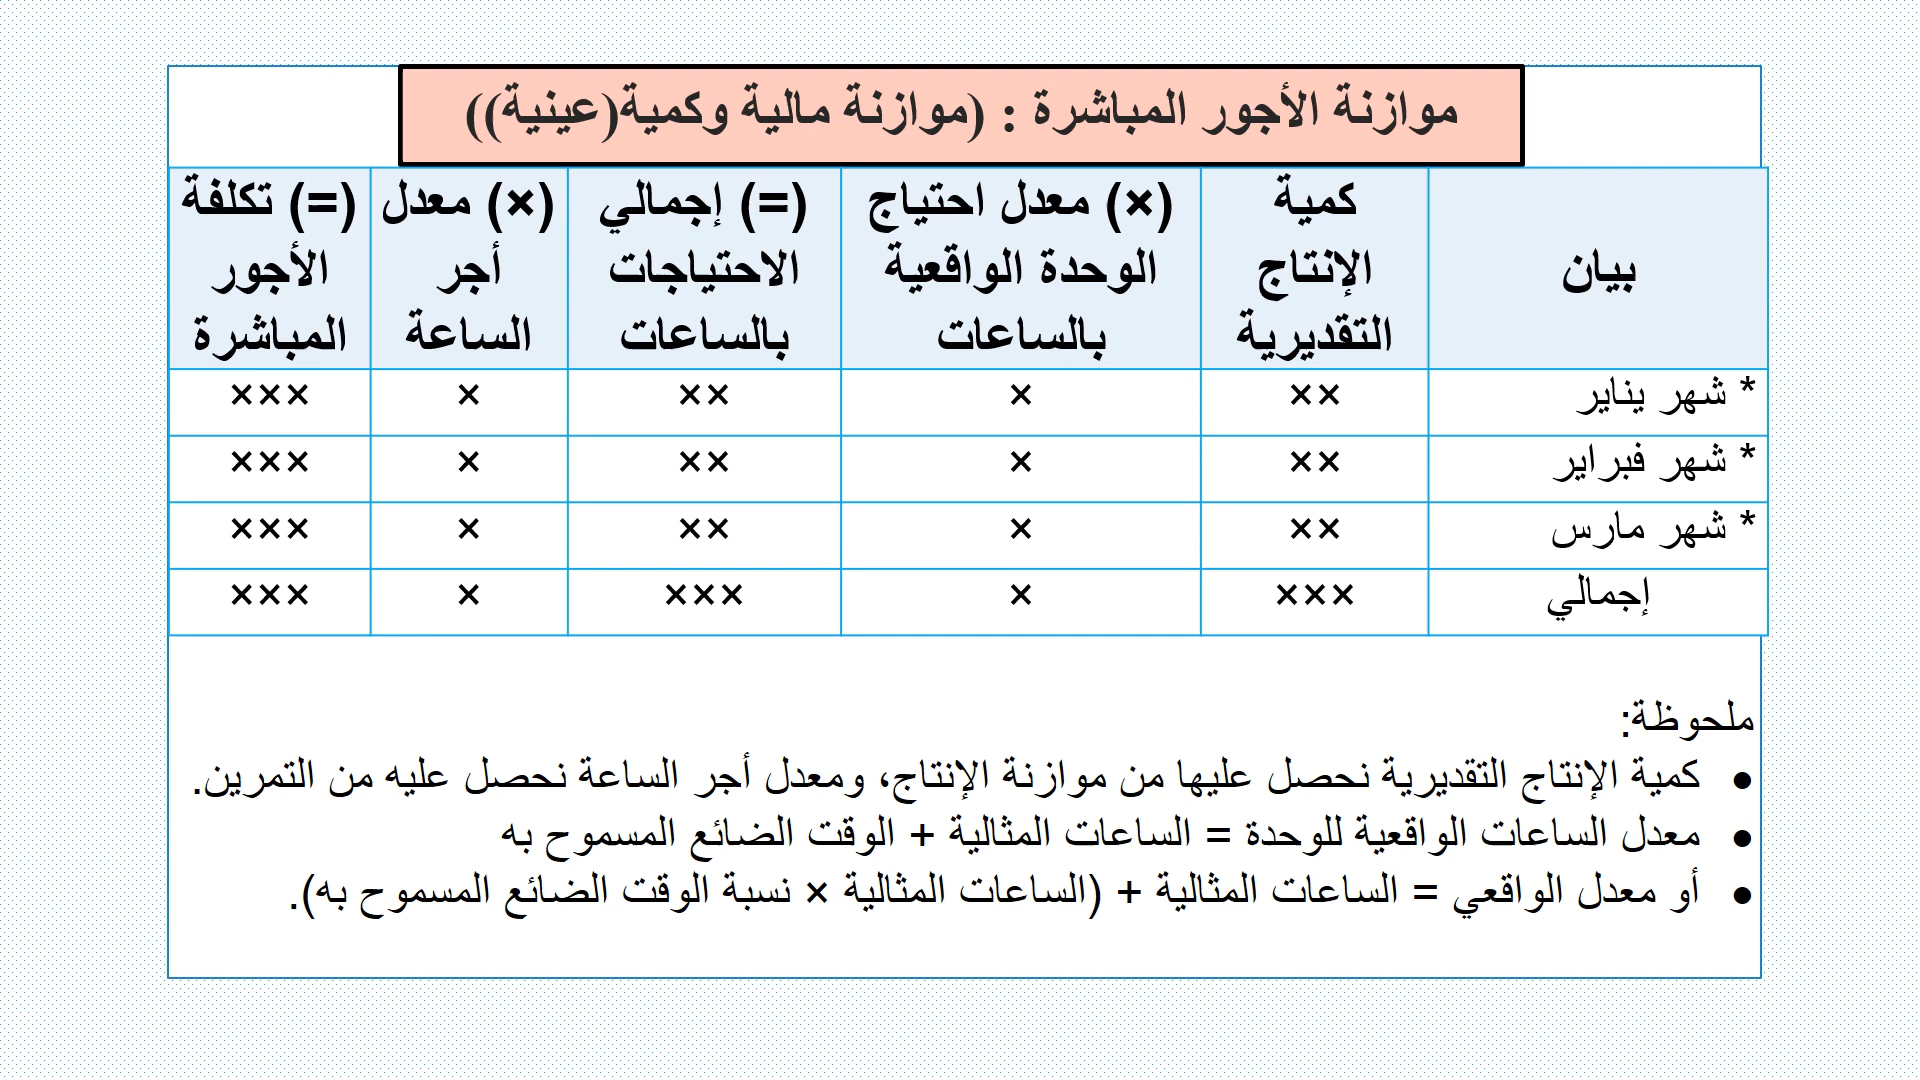 موازنة الأجور المباشرة : (موازنة مالية وكمية(عينية))
بيان | كمية الإنتاج التقديرية | (×) معدل احتياج الوحدة الواقعية بالساعات | (=) إجمالي الاحتياجات بالساعات | (×) معدل أجر الساعة | (=) تكلفة الأجور المباشرة
* شهر يناير | ×× | × | ×× | × | ×××
* شهر فبراير | ×× | × | ×× | × | ×××
* شهر مارس | ×× | × | ×× | × | ×××
إجمالي | ××× | × | ××× | × | ×××
ملحوظة:
• كمية الإنتاج التقديرية نحصل عليها من موازنة الإنتاج، ومعدل أجر الساعة نحصل عليه من التمرين.
• معدل الساعات الواقعية للوحدة = الساعات المثالية + الوقت الضائع المسموح به
• أو معدل الواقعي = الساعات المثالية + (الساعات المثالية × نسبة الوقت الضائع المسموح به).